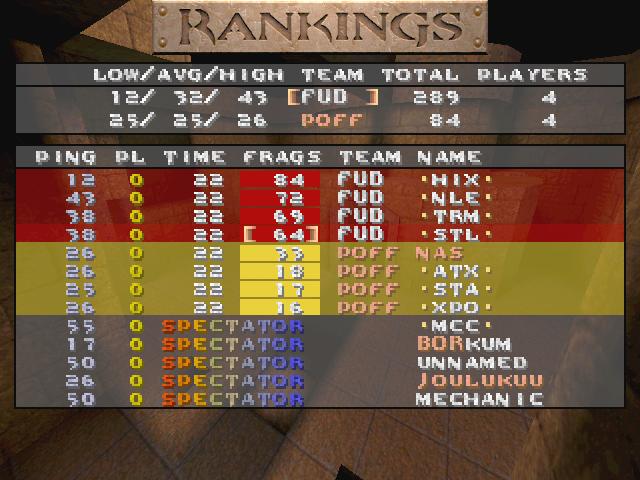 RANKINGS
LOW/AVG/HIGH TEAM TOTAL PLAYERS
12/ 32/ 43 [FUD ] 289 4
25/ 25/ 26 POFF 84 4
PING PL TIME FRAGS TEAM NAME
12 0 22 84 FUD ·HIX·
43 0 22 72 FUD ·NLE·
38 0 22 69 FUD ·TRM·
38 0 22 [ 64] FUD ·STL·
26 0 22 33 POFF NAS
26 0 22 18 POFF ·ATX·
25 0 22 17 POFF ·STA·
26 0 22 16 POFF ·XPO·
55 0 SPECTATOR ·MCC·
17 0 SPECTATOR BORKUM
50 0 SPECTATOR UNNAMED
26 0 SPECTATOR JOULUKUU
50 0 SPECTATOR MECHANIC